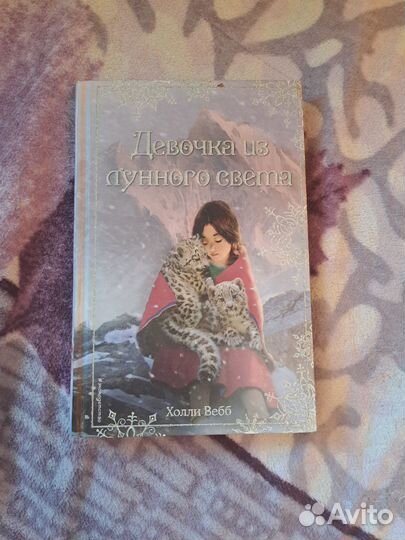 Девочка из
лунного света
Холли Вебб
Avito